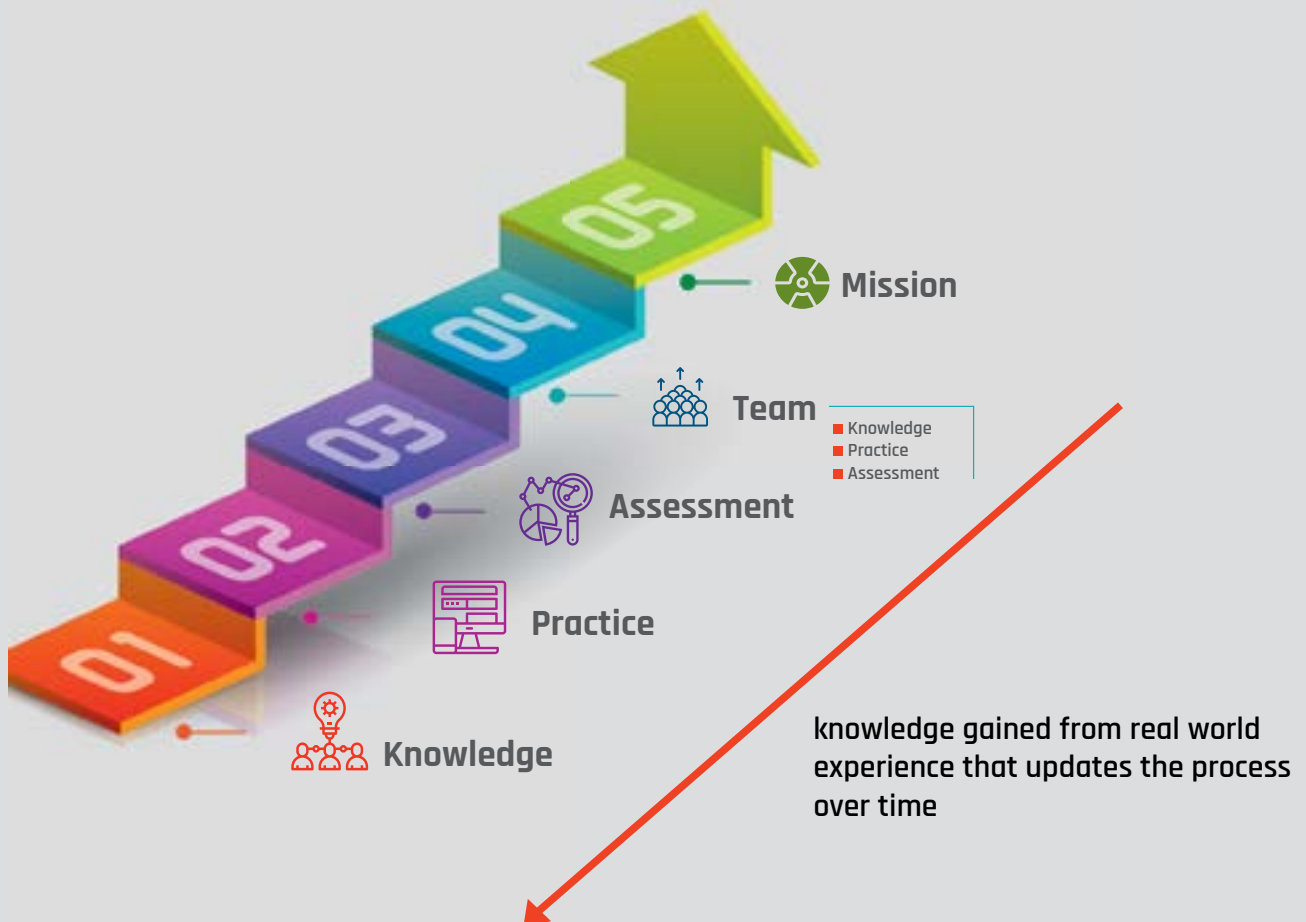 05
Mission
04
Team
Knowledge
Practice
Assessment
03
Assessment
02
Practice
01
Knowledge
knowledge gained from real world
experience that updates the process
over time